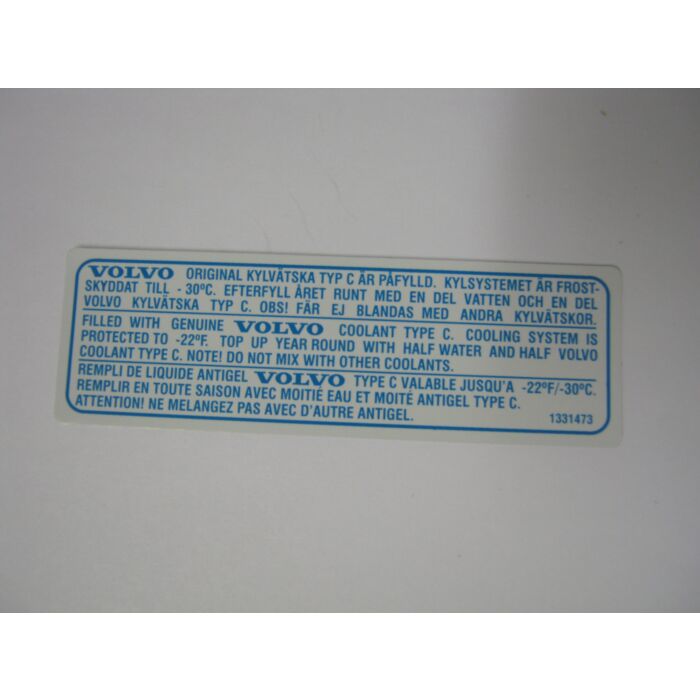 VOLVO ORIGINAL KYLVÄTSKA TYP C ÄR PÅFYLLD. KYLSYSTEMET ÄR FROST-
SKYDDAT TILL - 30ºC. EFTERFYLL ÅRET RUNT MED EN DEL VATTEN OCH EN DEL
VOLVO KYLVÄTSKA TYP C. OBS! FÅR EJ BLANDAS MED ANDRA KYLVÄTSKOR.
FILLED WITH GENUINE VOLVO COOLANT TYPE C. COOLING SYSTEM IS
PROTECTED TO -22ºF. TOP UP YEAR ROUND WITH HALF WATER AND HALF VOLVO
COOLANT TYPE C. NOTE! DO NOT MIX WITH OTHER COOLANTS.
REMPLI DE LIQUIDE ANTIGEL VOLVO TYPE C VALABLE JUSQU'A -22ºF/-30ºC.
REMPLIR EN TOUTE SAISON AVEC MOITIÉ EAU ET MOITÉ ANTIGEL TYPE C.
ATTENTION! NE MELANGEZ PAS AVEC D'AUTRE ANTIGEL.
1331473